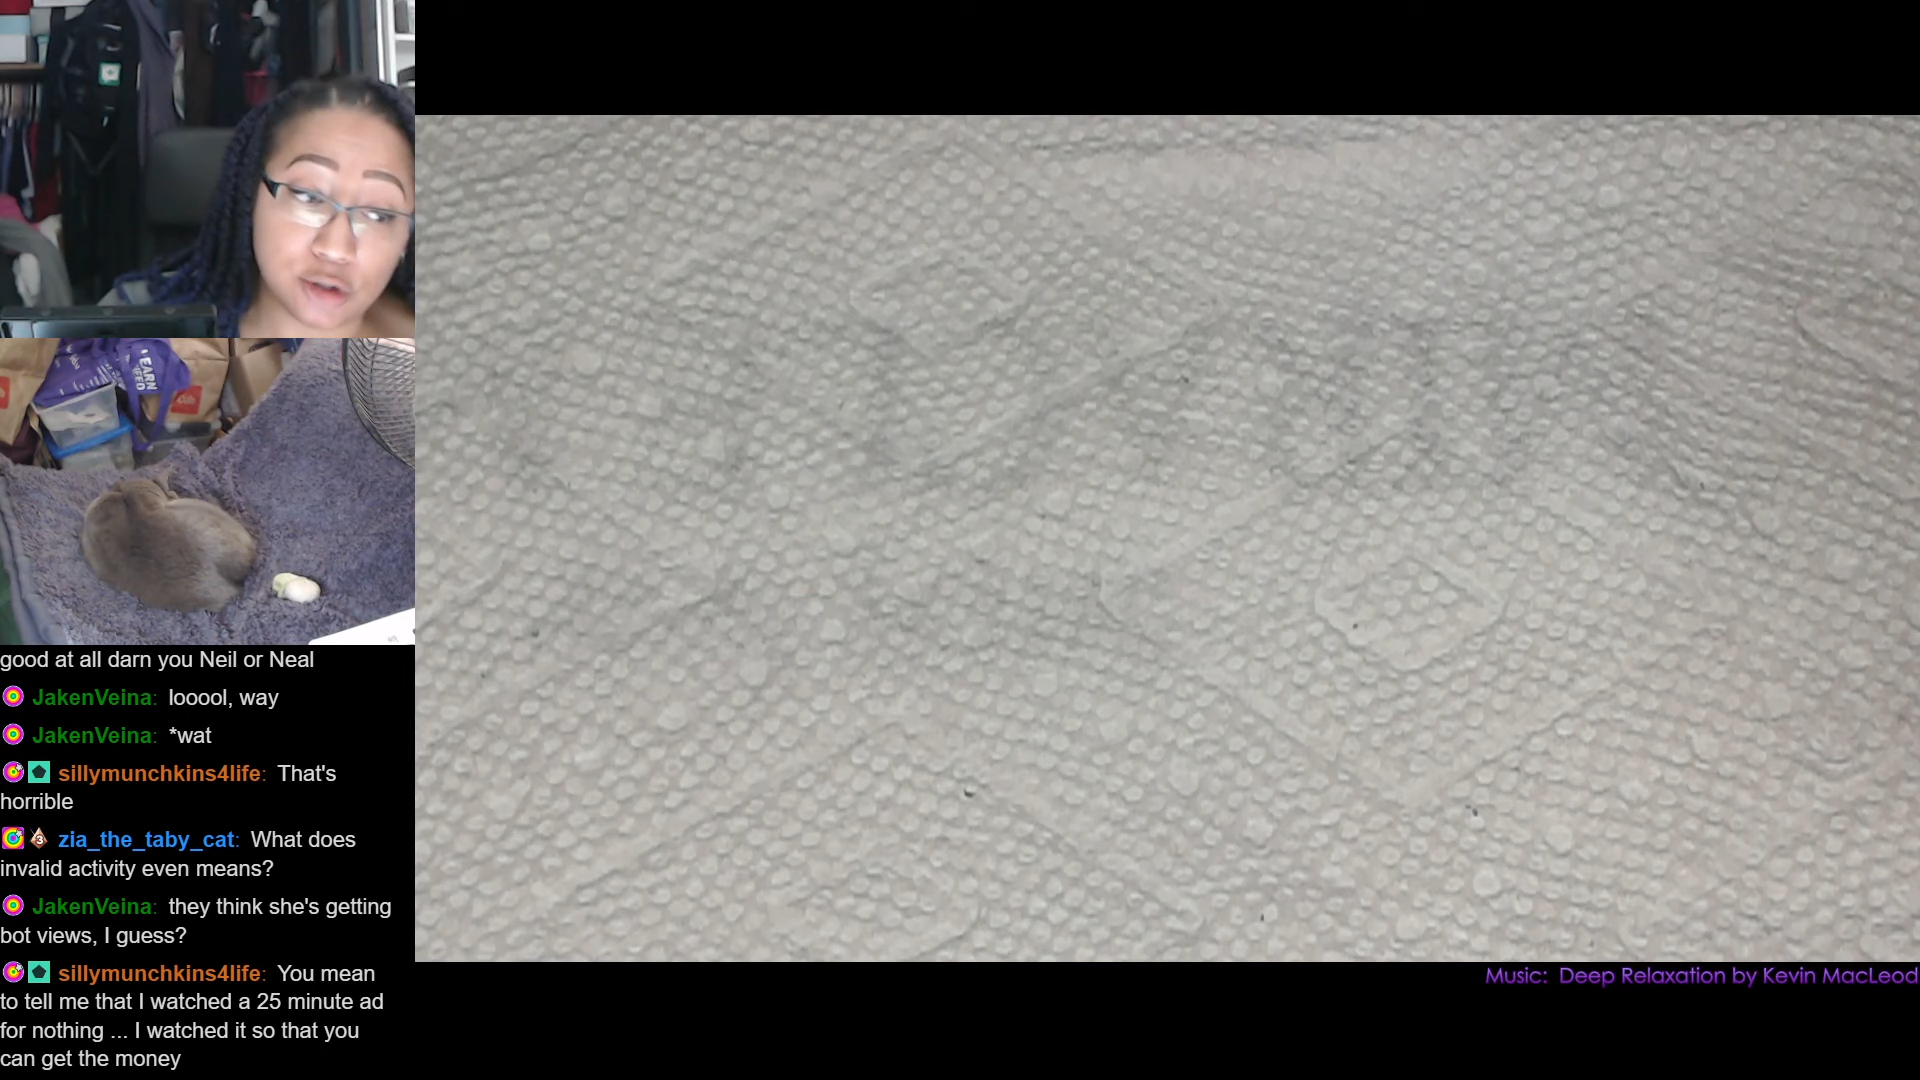 LEARN
good at all darn you Neil or Neal
JakenVeina: looool, way
JakenVeina: *wat
sillymunchkins4life: That's
horrible
zia_the_taby_cat: What does
invalid activity even means?
JakenVeina: they think she's getting
bot views, I guess?
sillymunchkins4life: You mean
to tell me that I watched a 25 minute ad
for nothing ... I watched it so that you
can get the money
Music: Deep Relaxation by Kevin MacLeod